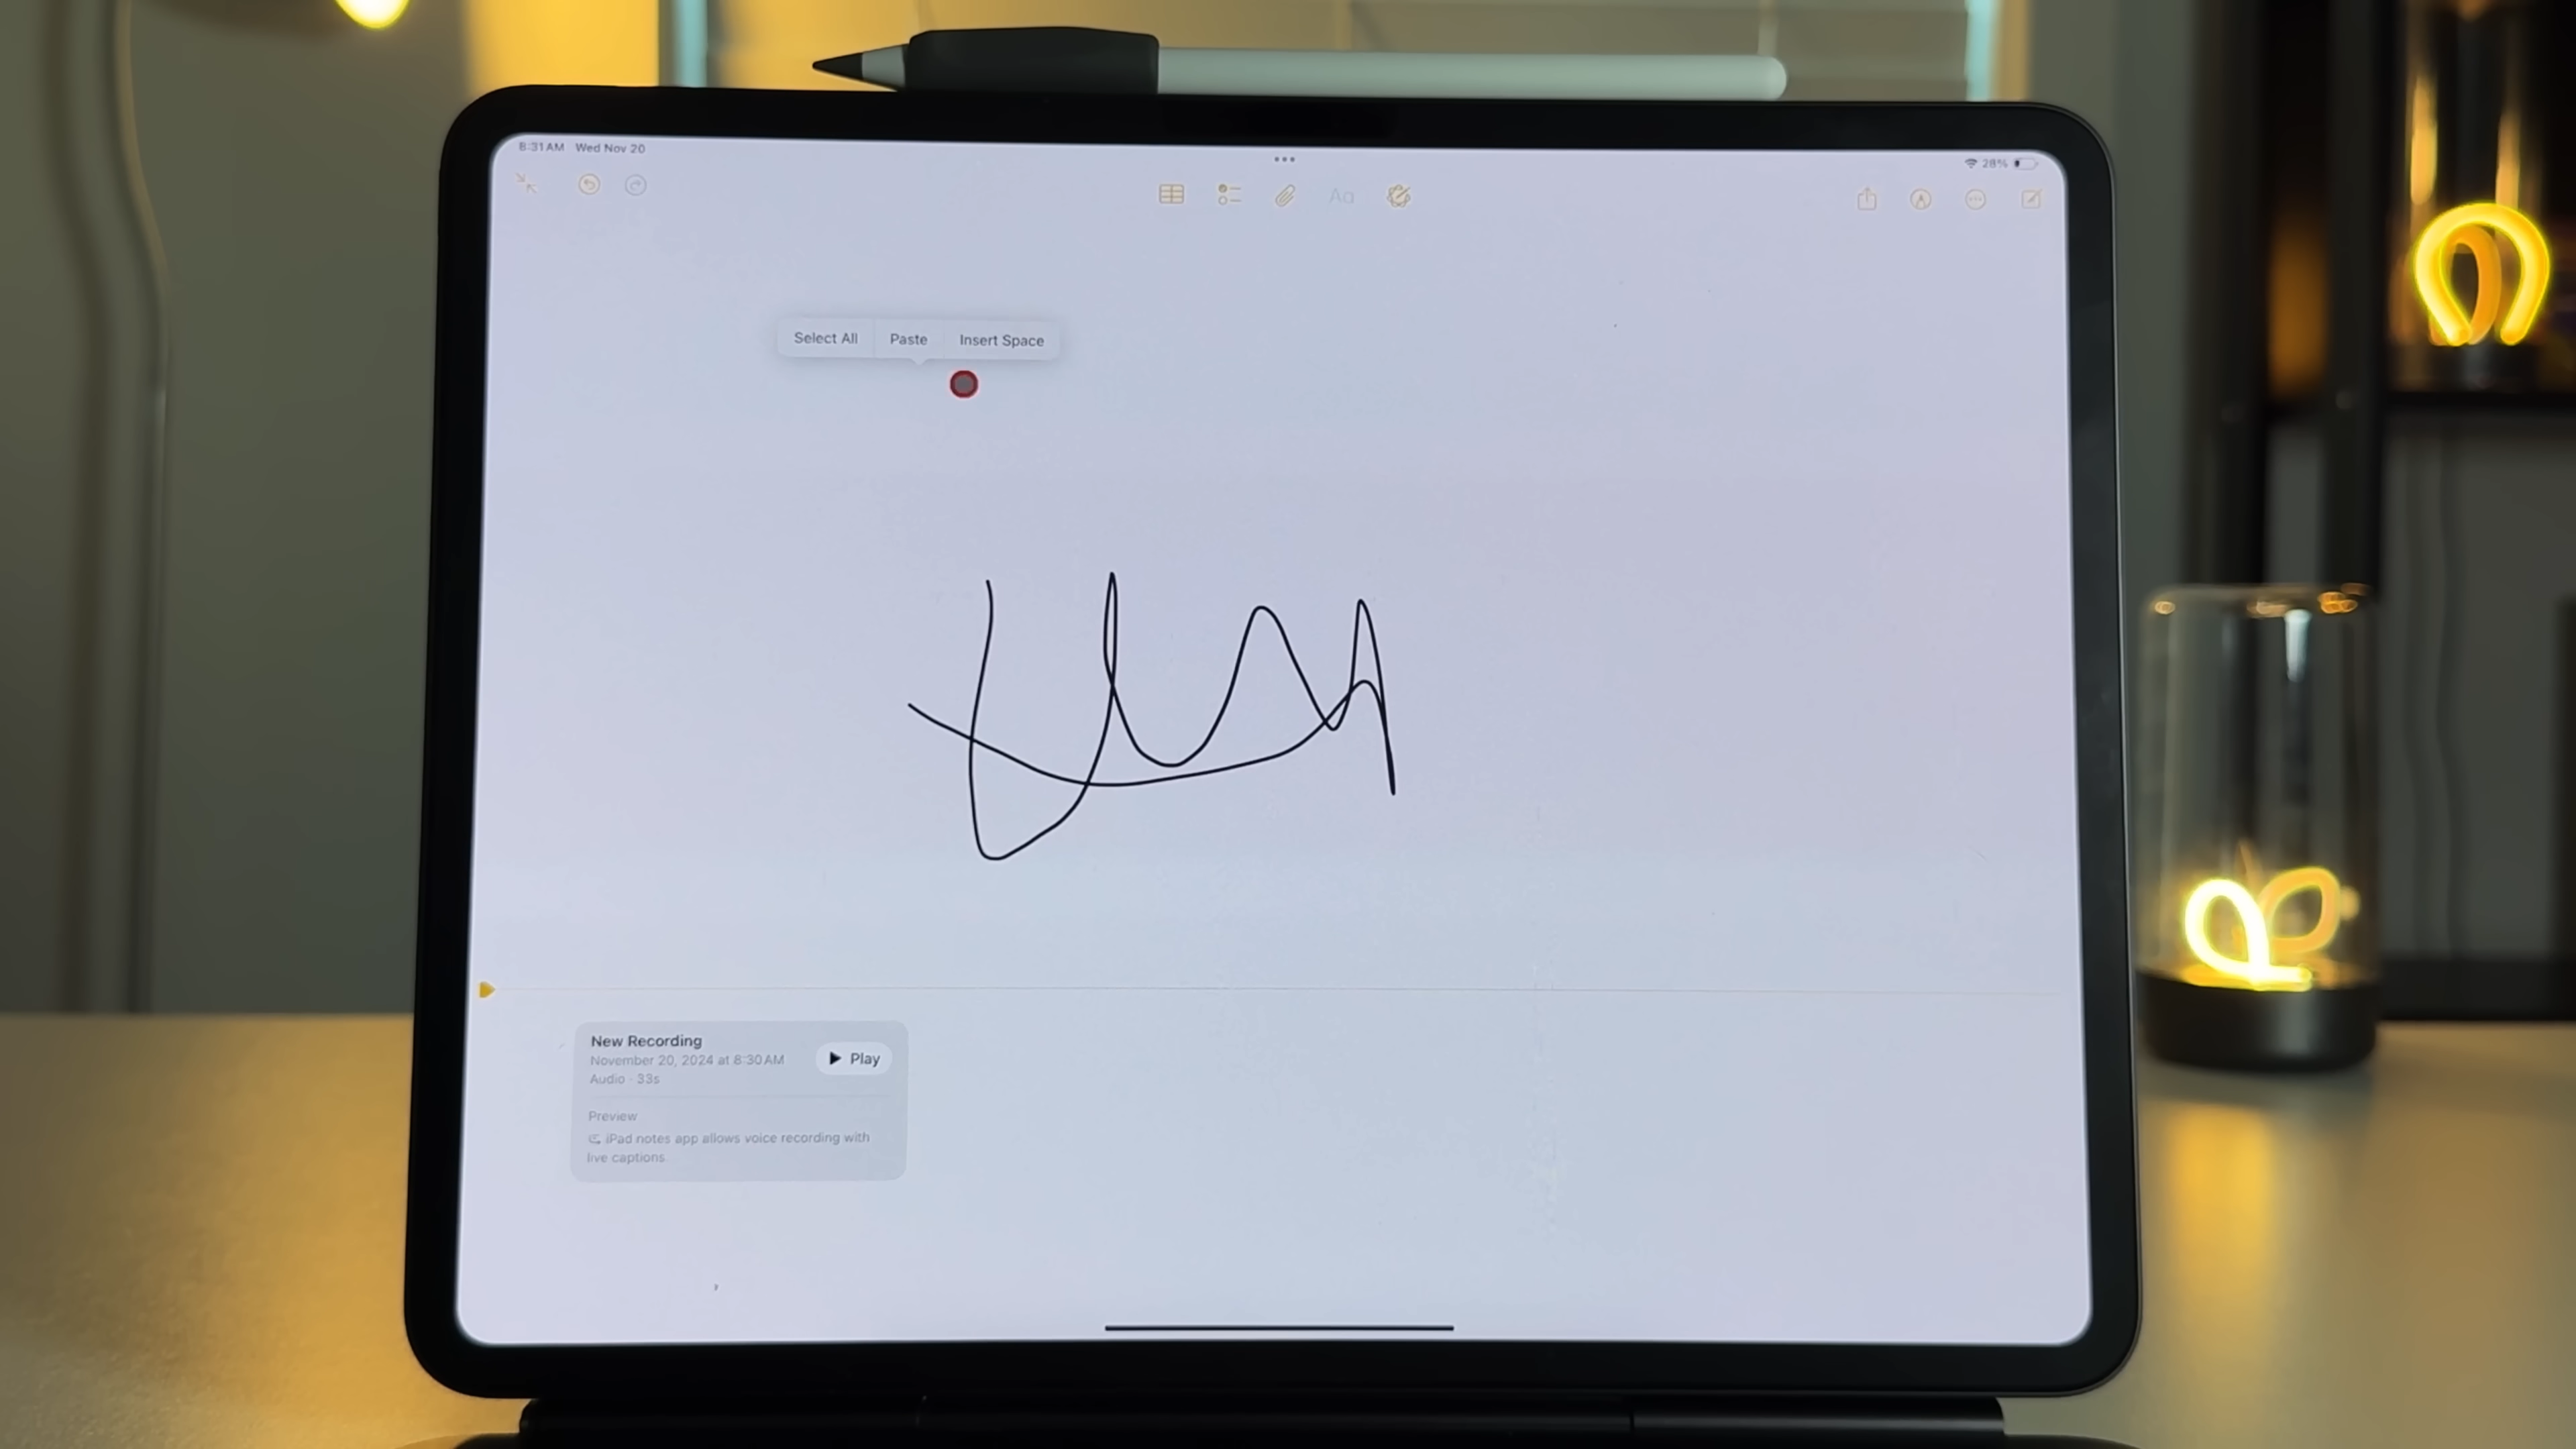 8:31 AM Wed Nov 20
28%
Aa
Select All Paste Insert Space
New Recording
November 20, 2024 at 8:30 AM
Audio · 33s
Play
Preview
iPad notes app allows voice recording with
live captions.